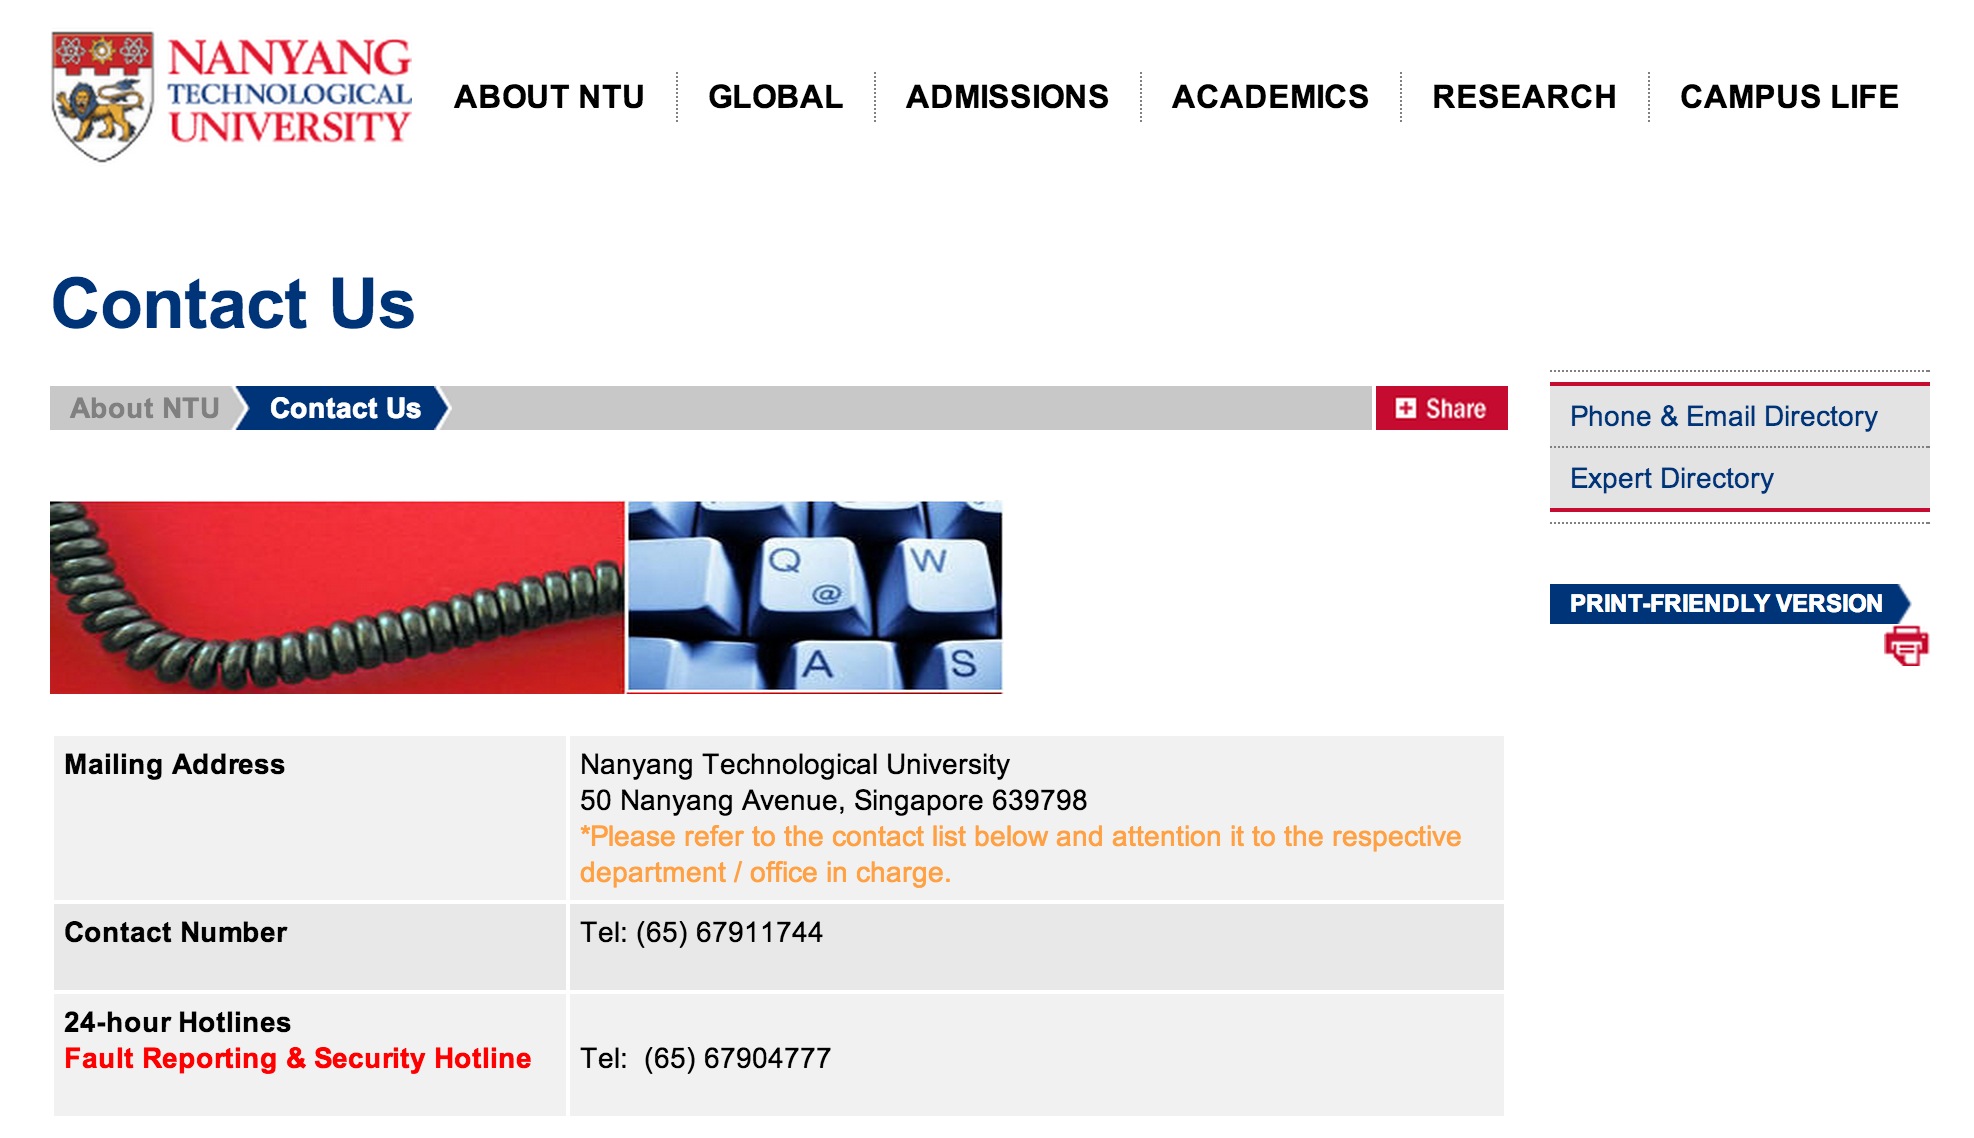 NANYANG
TECHNOLOGICAL
UNIVERSITY
ABOUT NTU
GLOBAL
ADMISSIONS
ACADEMICS
RESEARCH
CAMPUS LIFE
Contact Us
About NTU
Contact Us
Share
Phone & Email Directory
Expert Directory
PRINT-FRIENDLY VERSION
Q
@
W
A
S
Mailing Address
Nanyang Technological University
50 Nanyang Avenue, Singapore 639798
*Please refer to the contact list below and attention it to the respective
department / office in charge.
Contact Number
Tel: (65) 67911744
24-hour Hotlines
Fault Reporting & Security Hotline
Tel:  (65) 67904777